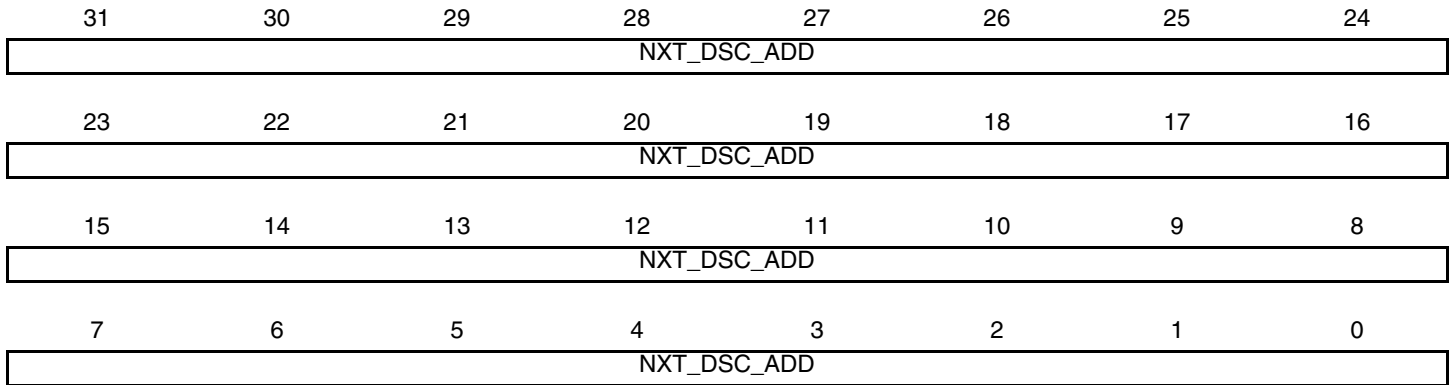 31 30 29 28 27 26 25 24
NXT_DSC_ADD
23 22 21 20 19 18 17 16
NXT_DSC_ADD
15 14 13 12 11 10 9 8
NXT_DSC_ADD
7 6 5 4 3 2 1 0
NXT_DSC_ADD